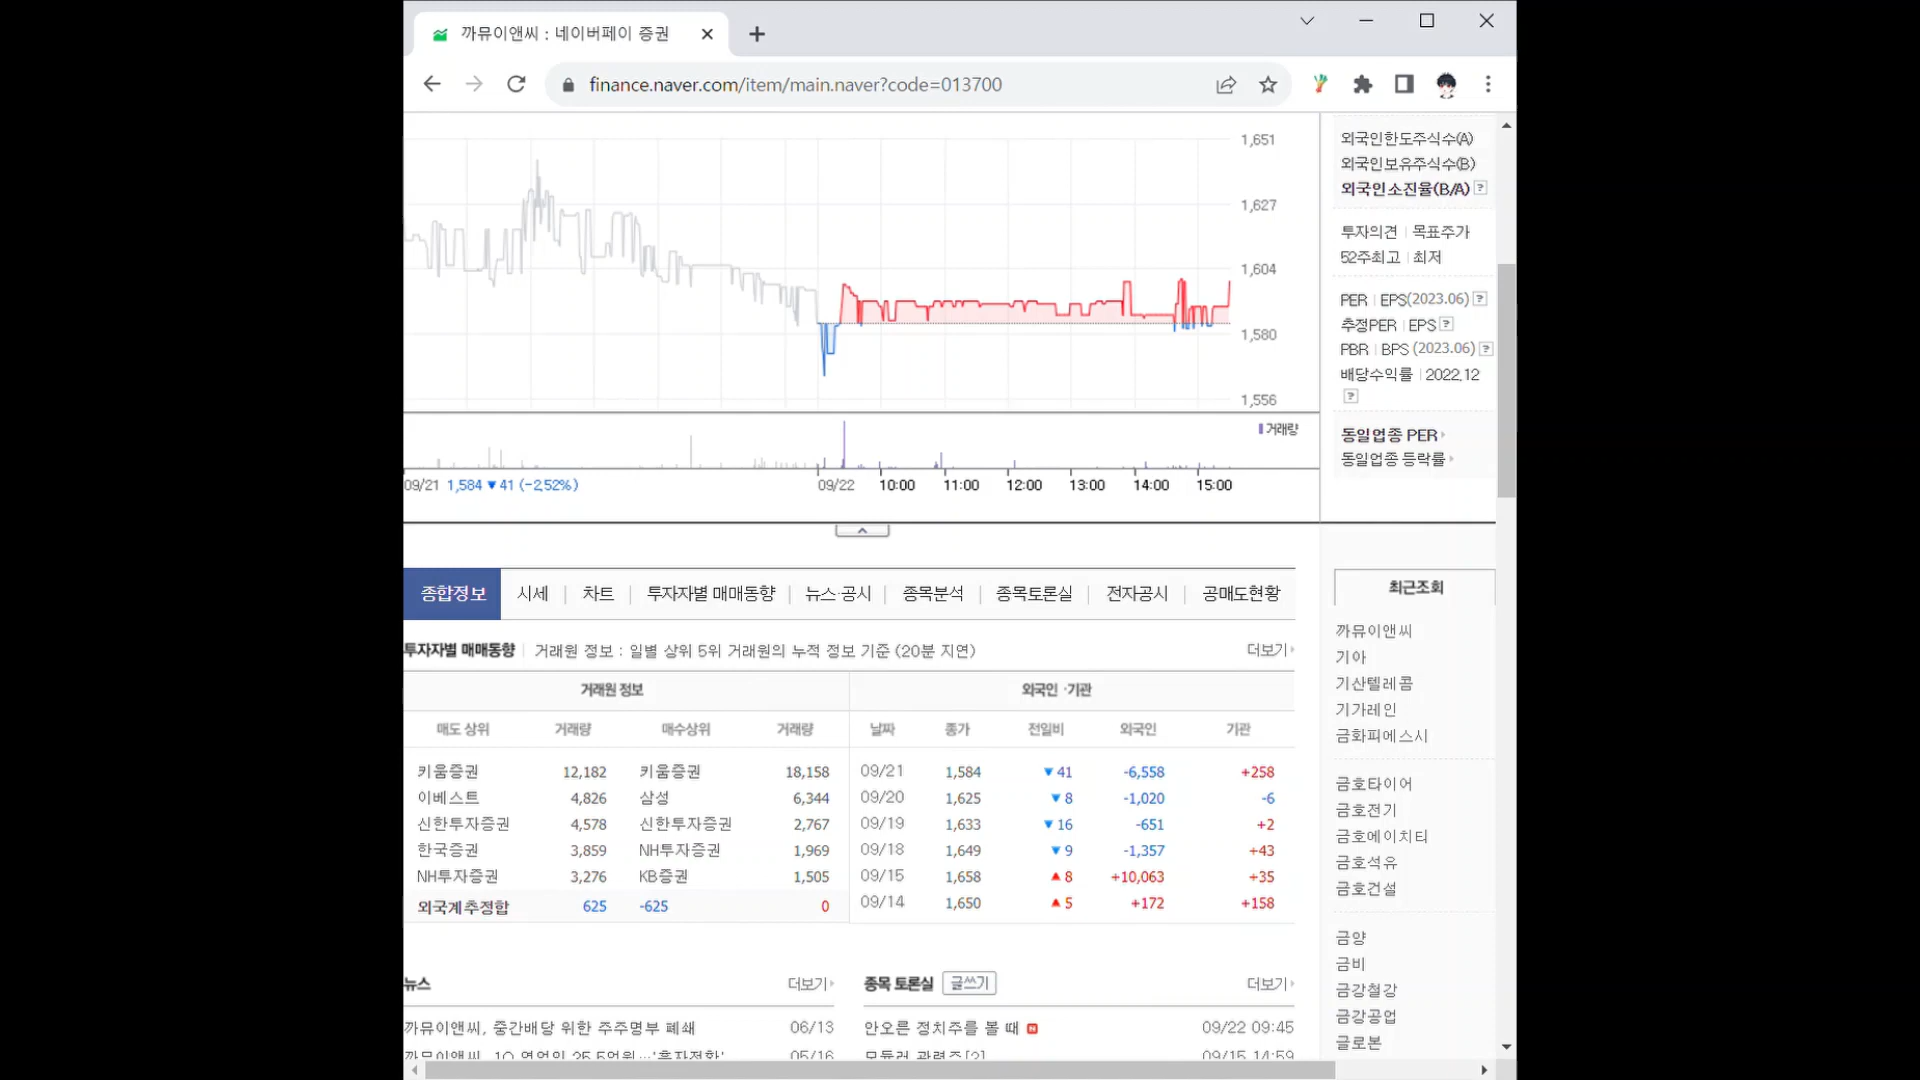 까뮤이앤씨 : 네이버페이 증권
finance.naver.com/item/main.naver?code=013700
1,651
1,627
1,604
1,580
1,556
거래량
09/21 1,584 ▼41 (-2.52%)
09/22 10:00 11:00 12:00 13:00 14:00 15:00
외국인한도주식수(A)
외국인보유주식수(B)
외국인소진율(B/A) ?
투자의견 | 목표주가
52주최고 | 최저
PER | EPS(2023.06) ?
추정PER | EPS ?
PBR | BPS (2023.06) ?
배당수익률 | 2022.12
?
동일업종 PER
동일업종 등락률
종합정보 시세 | 차트 | 투자자별 매매동향 | 뉴스·공시 | 종목분석 | 종목토론실 | 전자공시 | 공매도현황
투자자별 매매동향 | 거래원 정보 : 일별 상위 5위 거래원의 누적 정보 기준 (20분 지연) 더보기
거래원 정보 외국인·기관
매도 상위 거래량 매수상위 거래량 날짜 종가 전일비 외국인 기관
키움증권 12,182 키움증권 18,158 09/21 1,584 ▼41 -6,558 +258
이베스트 4,826 삼성 6,344 09/20 1,625 ▼8 -1,020 -6
신한투자증권 4,578 신한투자증권 2,767 09/19 1,633 ▼16 -651 +2
한국증권 3,859 NH투자증권 1,969 09/18 1,649 ▼9 -1,357 +43
NH투자증권 3,276 KB증권 1,505 09/15 1,658 ▲8 +10,063 +35
외국계추정합 625 -625 0 09/14 1,650 ▲5 +172 +158
뉴스 더보기
까뮤이앤씨, 중간배당 위한 주주명부 폐쇄 06/13
까뮤이앤씨, 05/16
종목 토론실 글쓰기 더보기
안오른 정치주를 볼 때 N 09/22 09:45
모듈러 관련주[2] 09/15 14:59
최근조회
까뮤이앤씨
기아
기산텔레콤
기가레인
금화피에스시
금호타이어
금호전기
금호에이치티
금호석유
금호건설
금양
금비
금강철강
금강공업
글로본